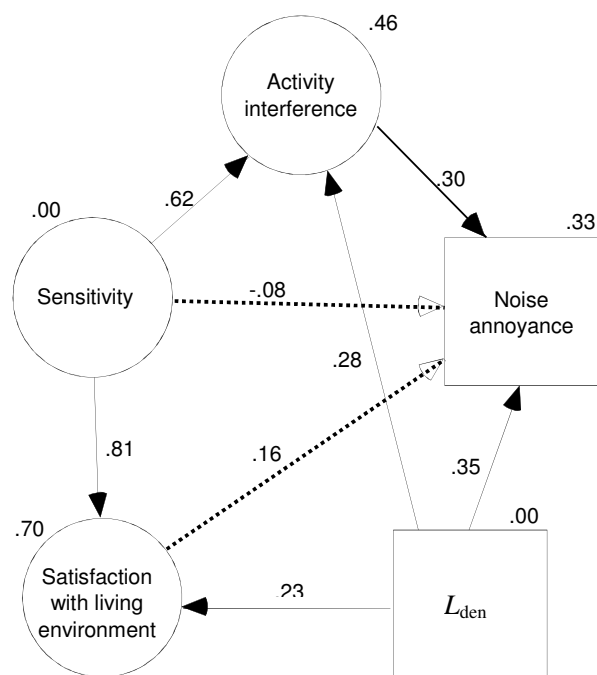 .46
Activity
interference
.00
.62
.30
.33
Sensitivity
-.08
Noise
annoyance
.28
.81
.16
.35
.70
.00
Satisfaction
with living
environment
.23
Lden